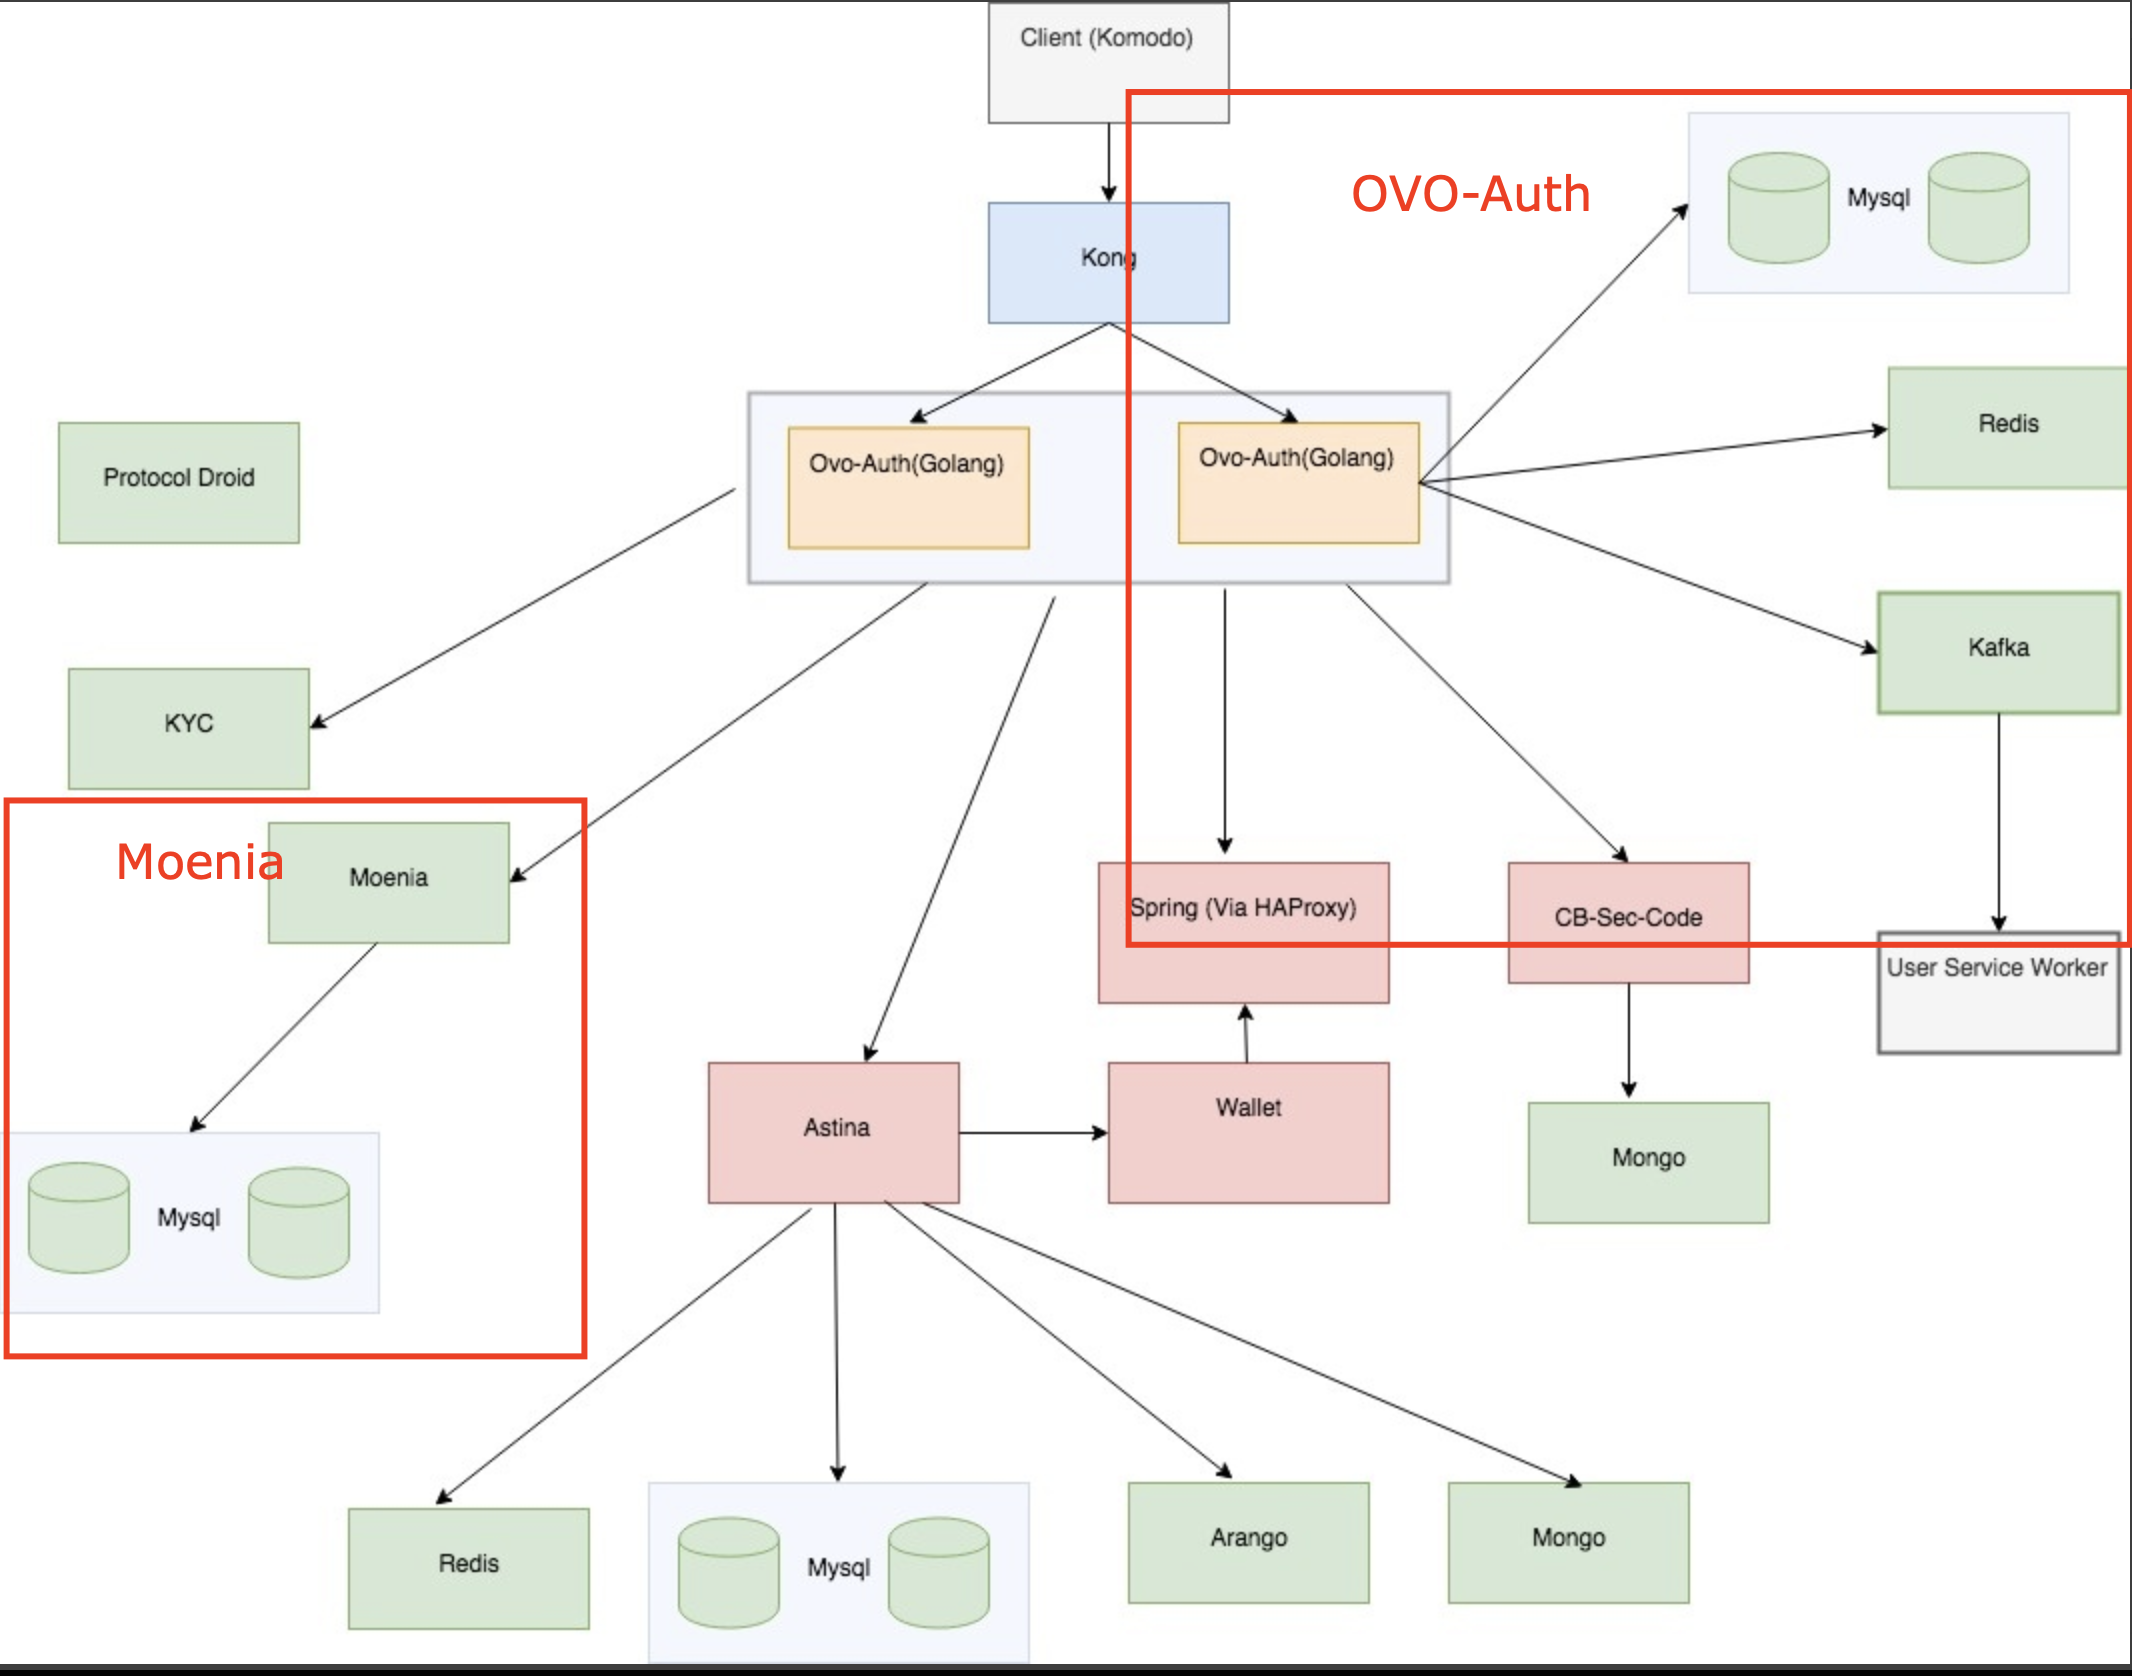 Client (Komodo)
OVO-Auth
Mysql
Kong
Redis
Ovo-Auth(Golang)
Ovo-Auth(Golang)
Protocol Droid
Kafka
KYC
Moenia
Moenia
Spring (Via HAProxy)
CB-Sec-Code
User Service Worker
Astina
Wallet
Mongo
Mysql
Redis
Mysql
Arango
Mongo